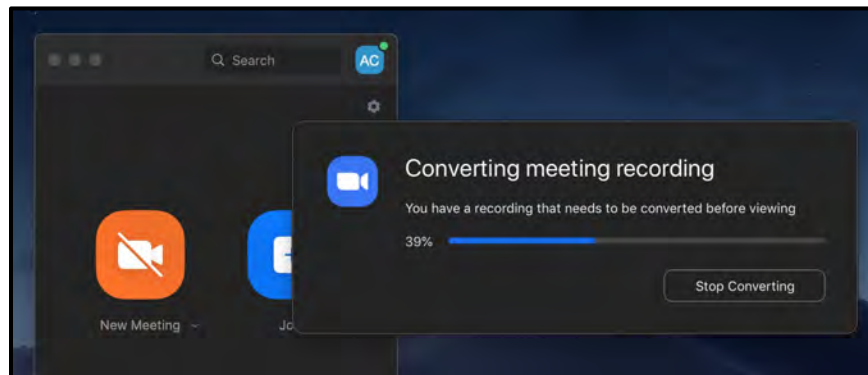 Search
AC
Converting meeting recording
You have a recording that needs to be converted before viewing
39%
Stop Converting
New Meeting
Jo